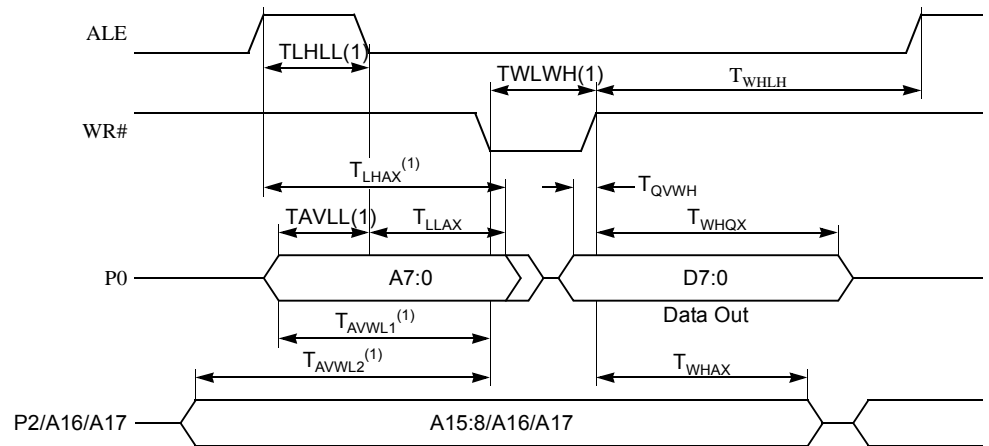 ALE
TLHLL(1)
TWLWH(1)
TWHLH
WR#
TLHAX(1)
TQVWH
TAVLL(1)
TLLAX
TWHQX
P0
A7:0
D7:0
Data Out
TAVWL1(1)
TAVWL2(1)
TWHAX
P2/A16/A17
A15:8/A16/A17